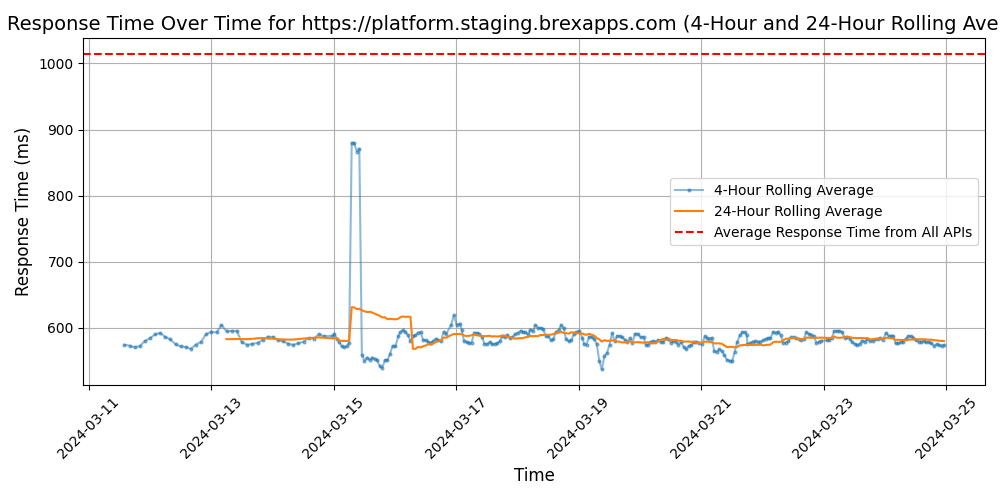 Response Time Over Time for https://platform.staging.brexapps.com (4-Hour and 24-Hour Rolling Ave
Response Time (ms)
1000
900
800
700
600
4-Hour Rolling Average
24-Hour Rolling Average
Average Response Time from All APIs
2024-03-11
2024-03-13
2024-03-15
2024-03-17
2024-03-19
2024-03-21
2024-03-23
2024-03-25
Time